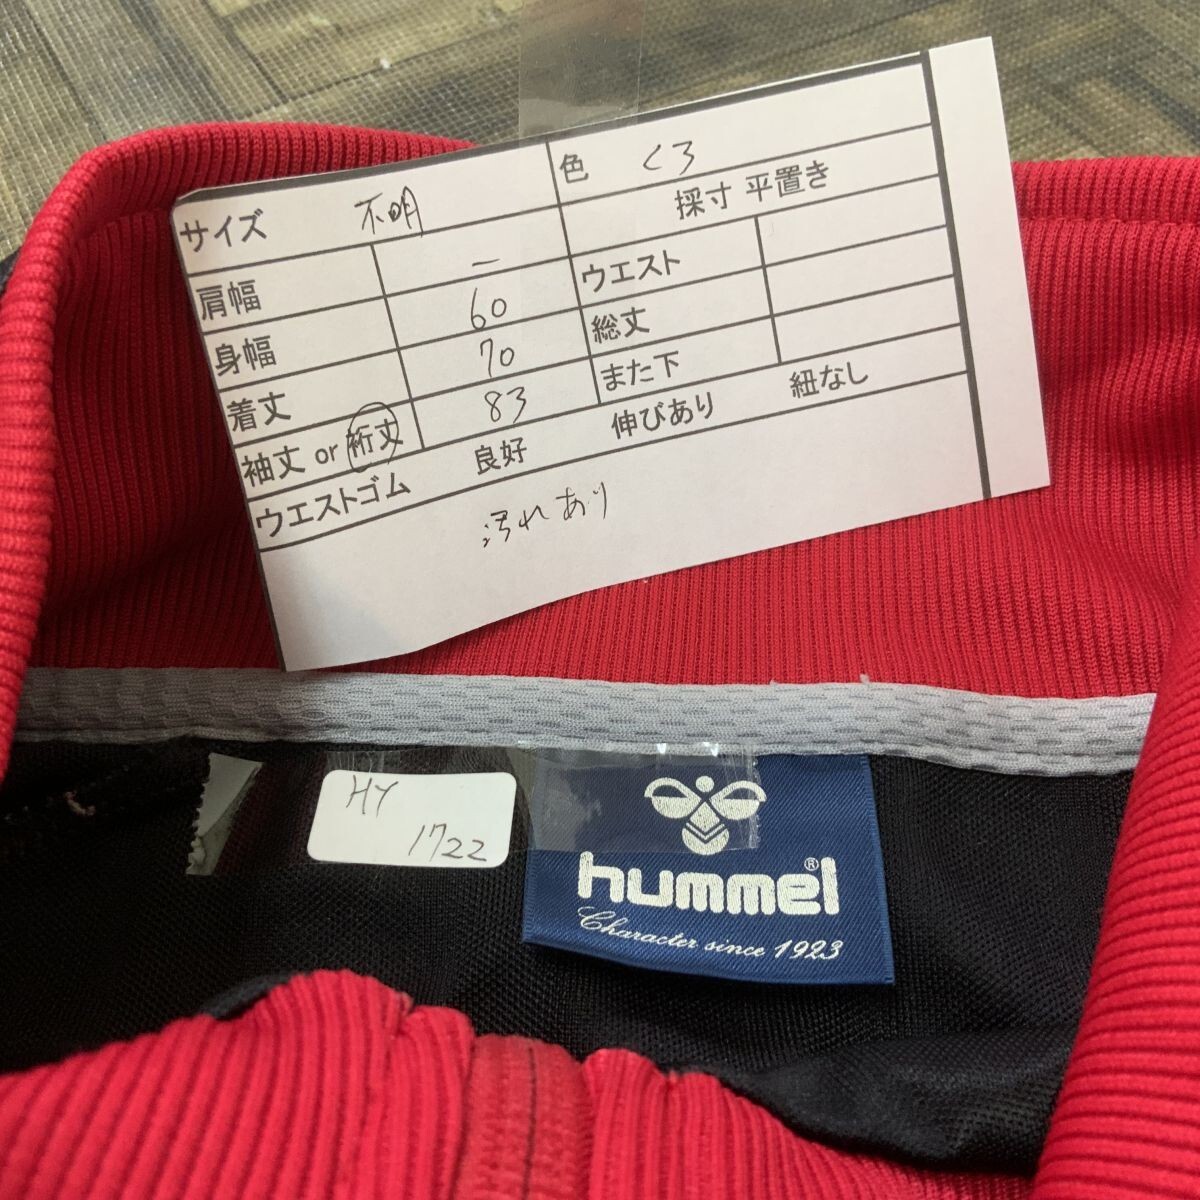 サイズ 不明 色 くろ
採寸 平置き
肩幅 － ウエスト
身幅 60 総丈
着丈 70 また下
袖丈 or 裄丈 83
ウエストゴム 良好 伸びあり 紐なし
汚れあり
HY
1722
hummel®
Character since 1923